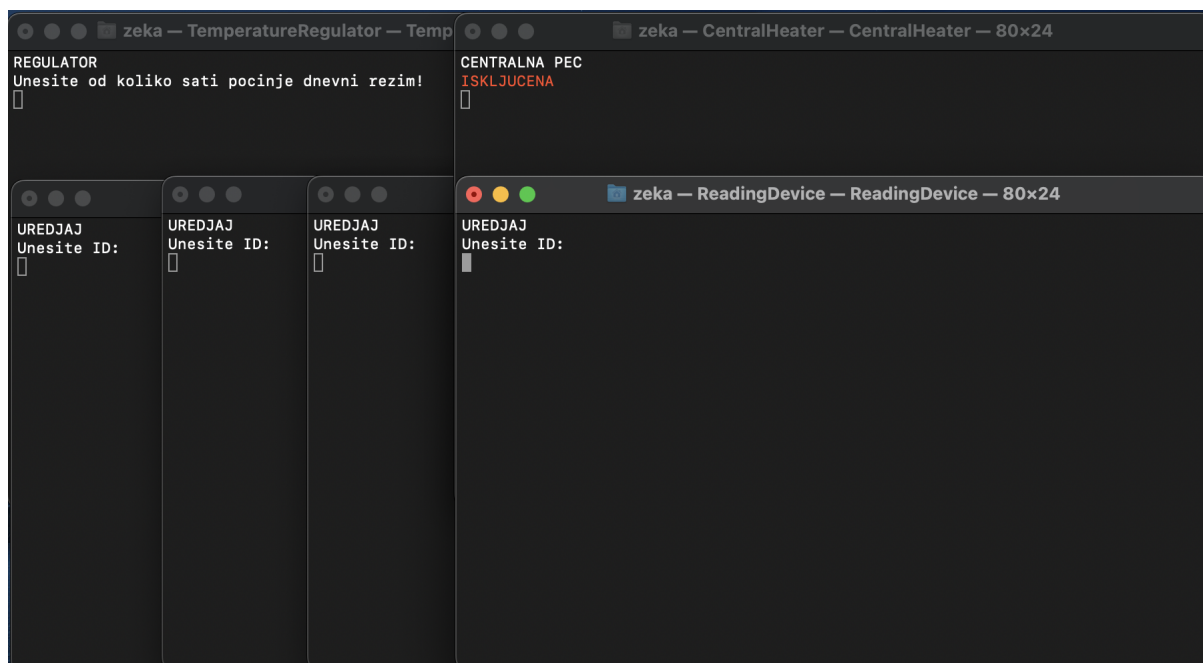 zeka — TemperatureRegulator — Temp
REGULATOR
Unesite od koliko sati pocinje dnevni rezim!
zeka — CentralHeater — CentralHeater — 80×24
CENTRALNA PEC
ISKLJUCENA
UREDJAJ
Unesite ID:
UREDJAJ
Unesite ID:
UREDJAJ
Unesite ID:
zeka — ReadingDevice — ReadingDevice — 80×24
UREDJAJ
Unesite ID: